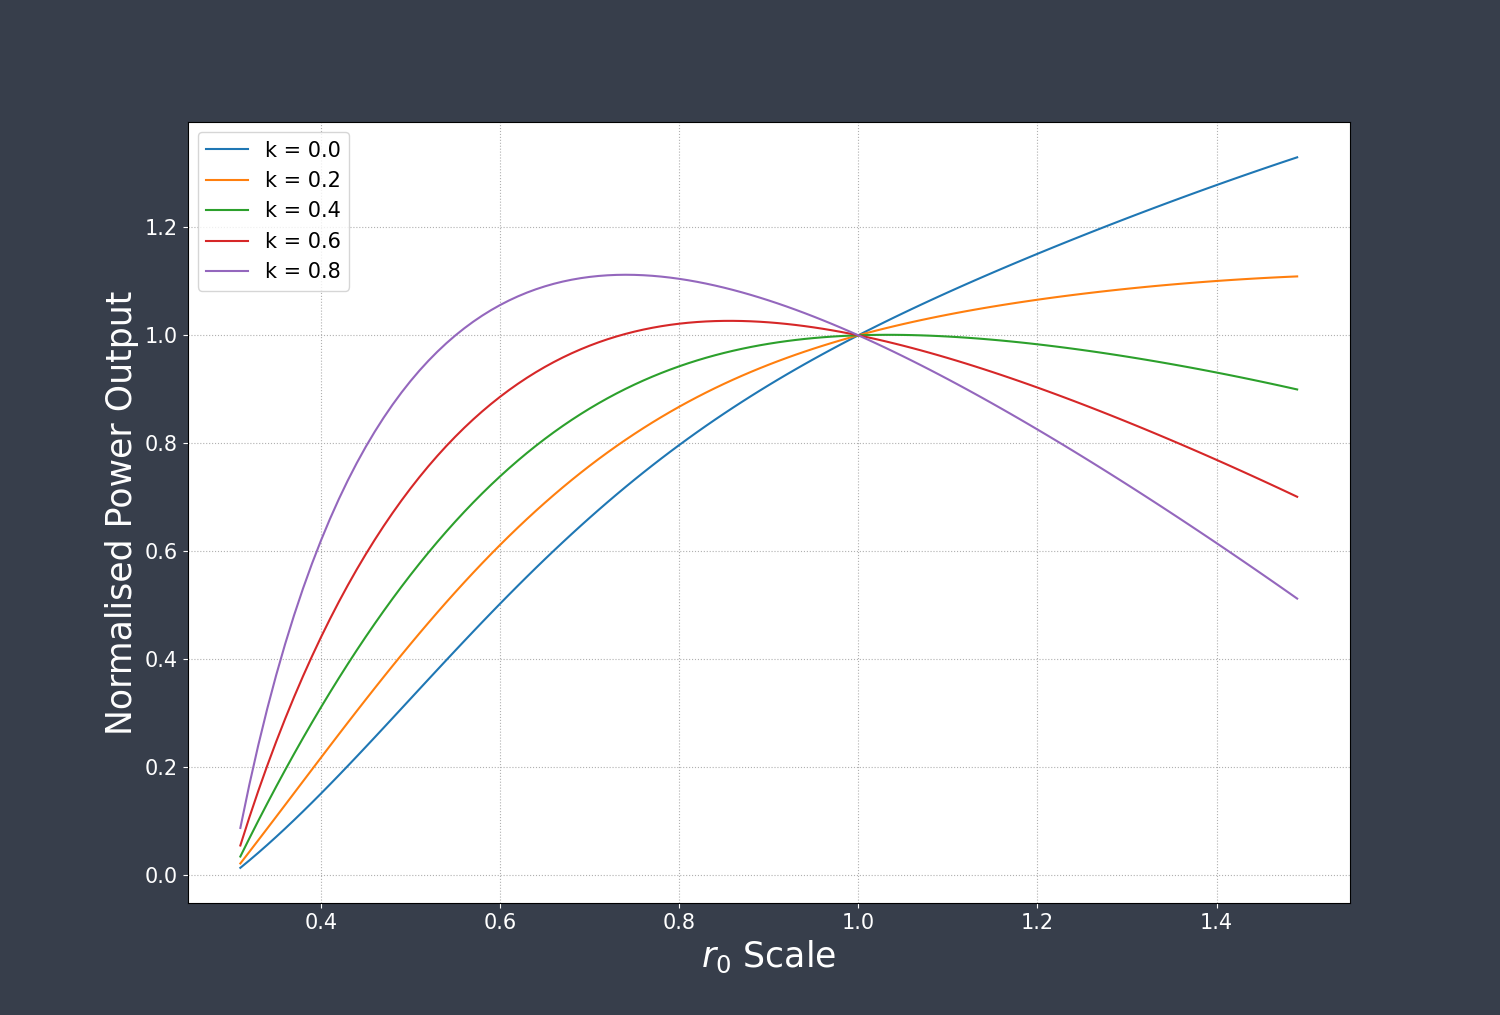 k = 0.0
k = 0.2
k = 0.4
k = 0.6
k = 0.8
Normalised Power Output
1.2
1.0
0.8
0.6
0.4
0.2
0.0
0.4 0.6 0.8 1.0 1.2 1.4
r₀ Scale